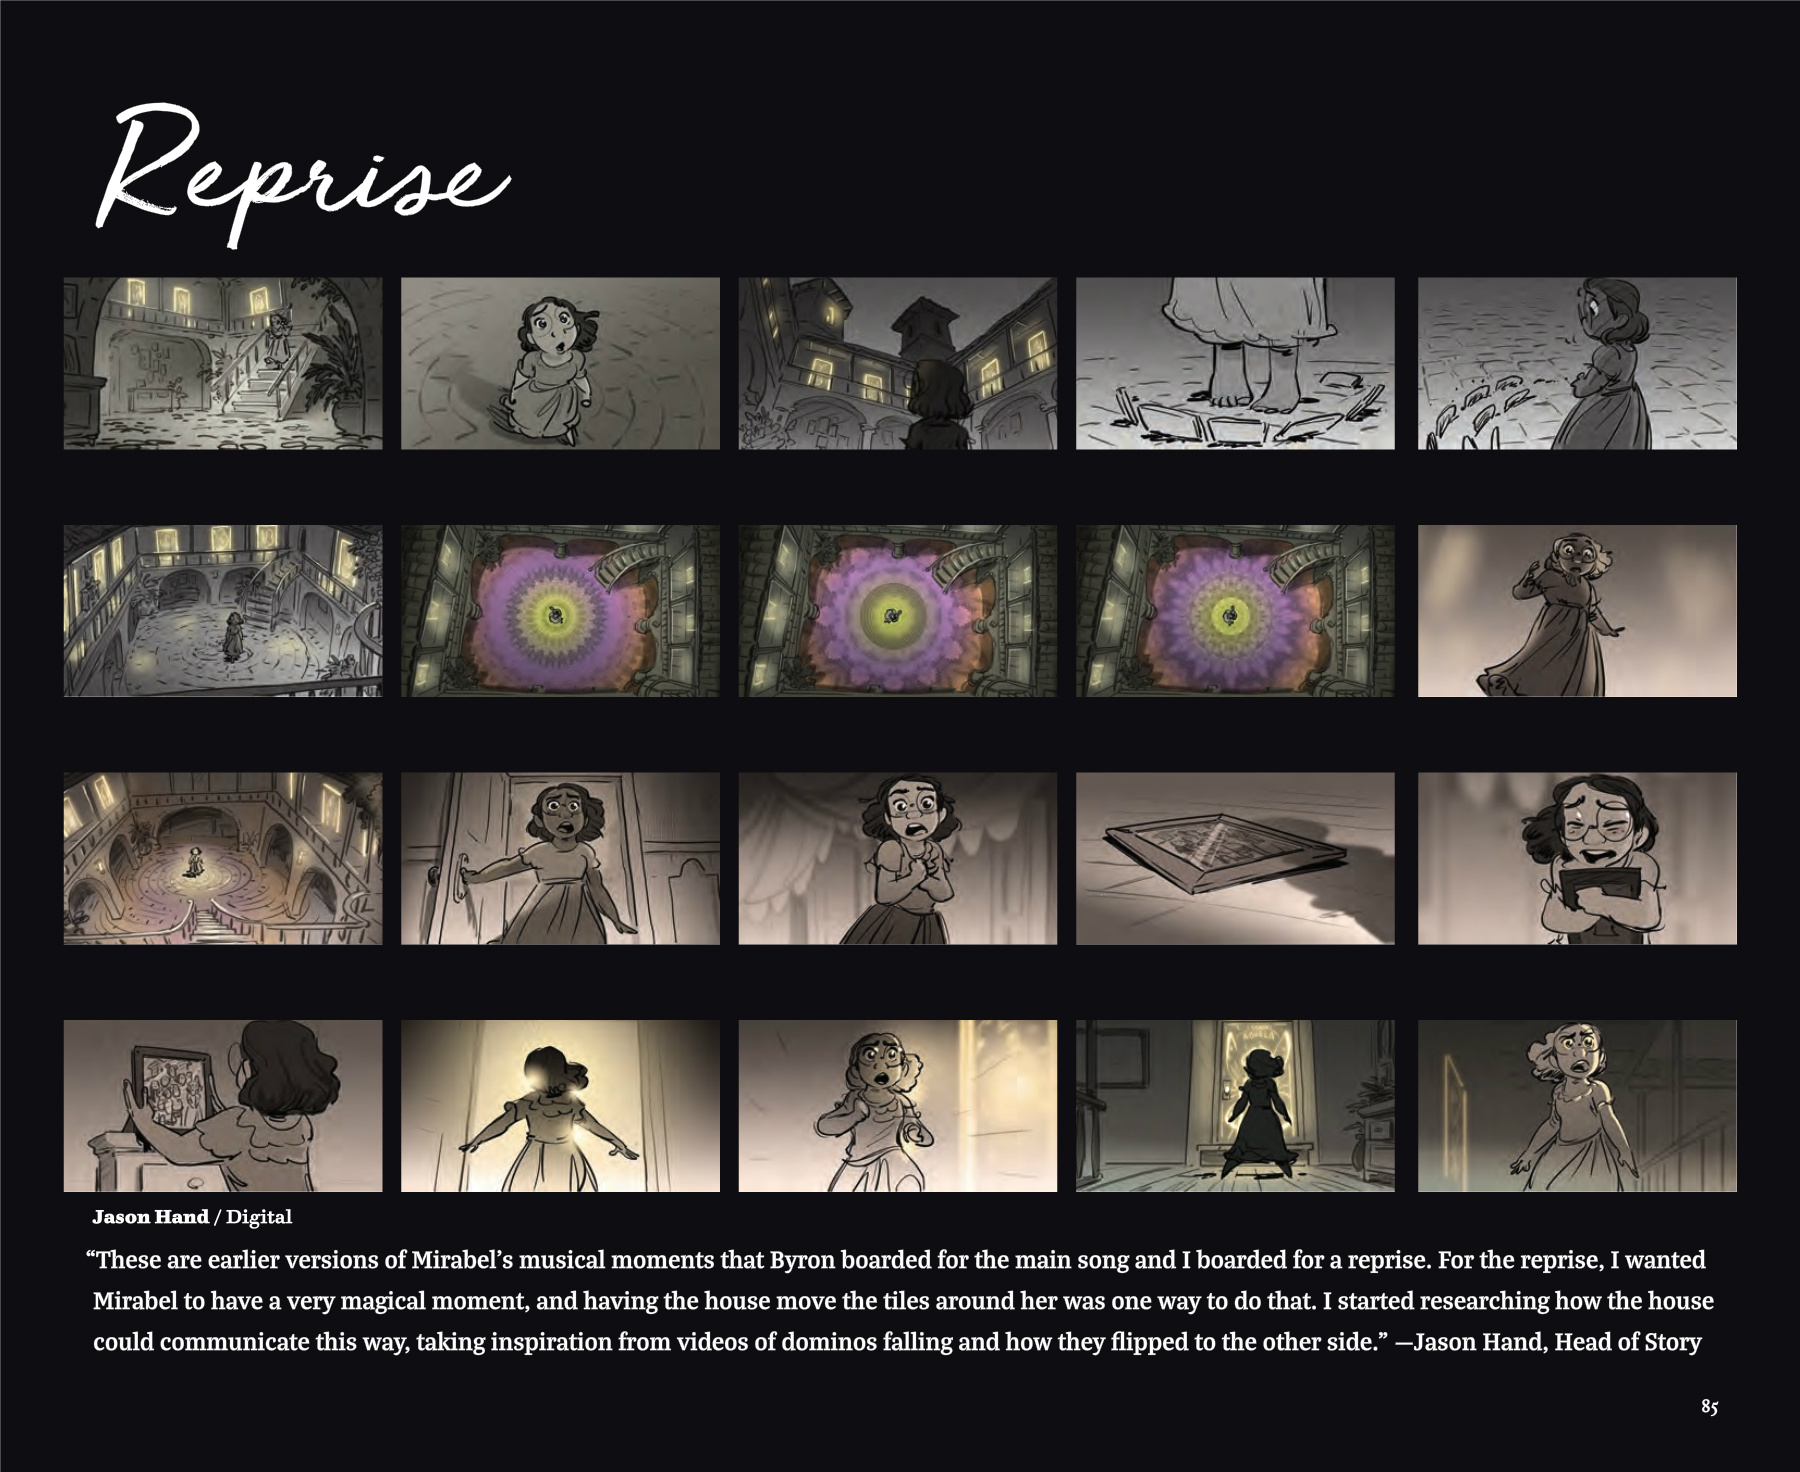 Reprise
ABUELA
Jason Hand / Digital
“These are earlier versions of Mirabel’s musical moments that Byron boarded for the main song and I boarded for a reprise. For the reprise, I wanted
Mirabel to have a very magical moment, and having the house move the tiles around her was one way to do that. I started researching how the house
could communicate this way, taking inspiration from videos of dominos falling and how they flipped to the other side.” —Jason Hand, Head of Story
85